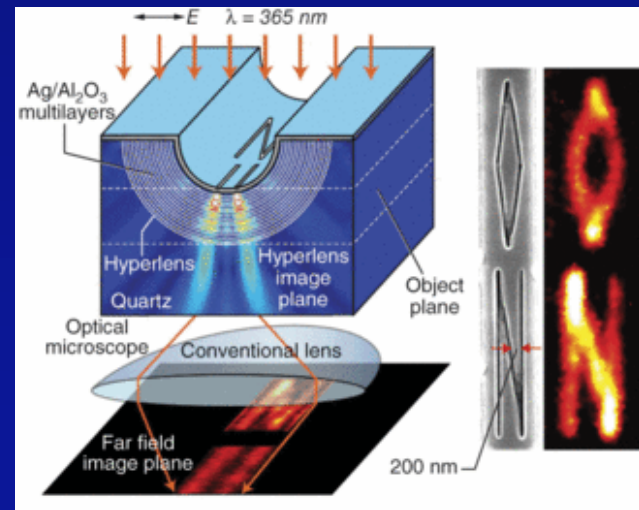 E λ = 365 nm
Ag/Al₂O₃
multilayers
Hyperlens
Hyperlens
image
plane
Quartz
Object
plane
Optical
microscope
Conventional lens
Far field
image plane
200 nm